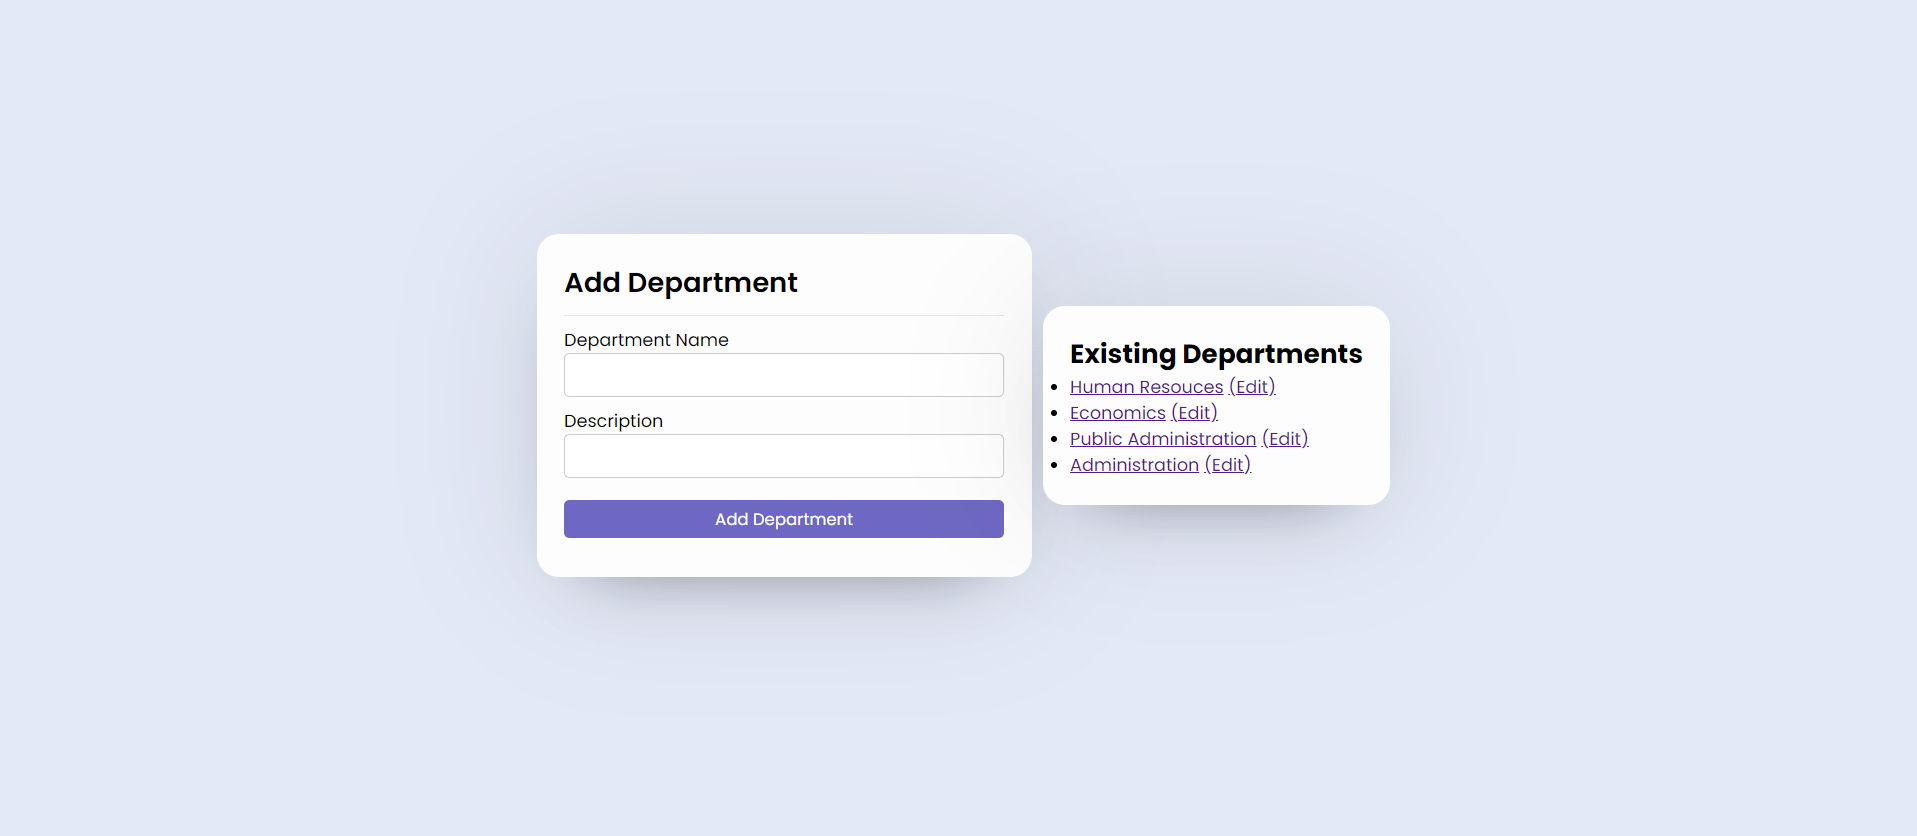 Add Department
Department Name
Description
Add Department
Existing Departments
Human Resouces (Edit)
Economics (Edit)
Public Administration (Edit)
Administration (Edit)